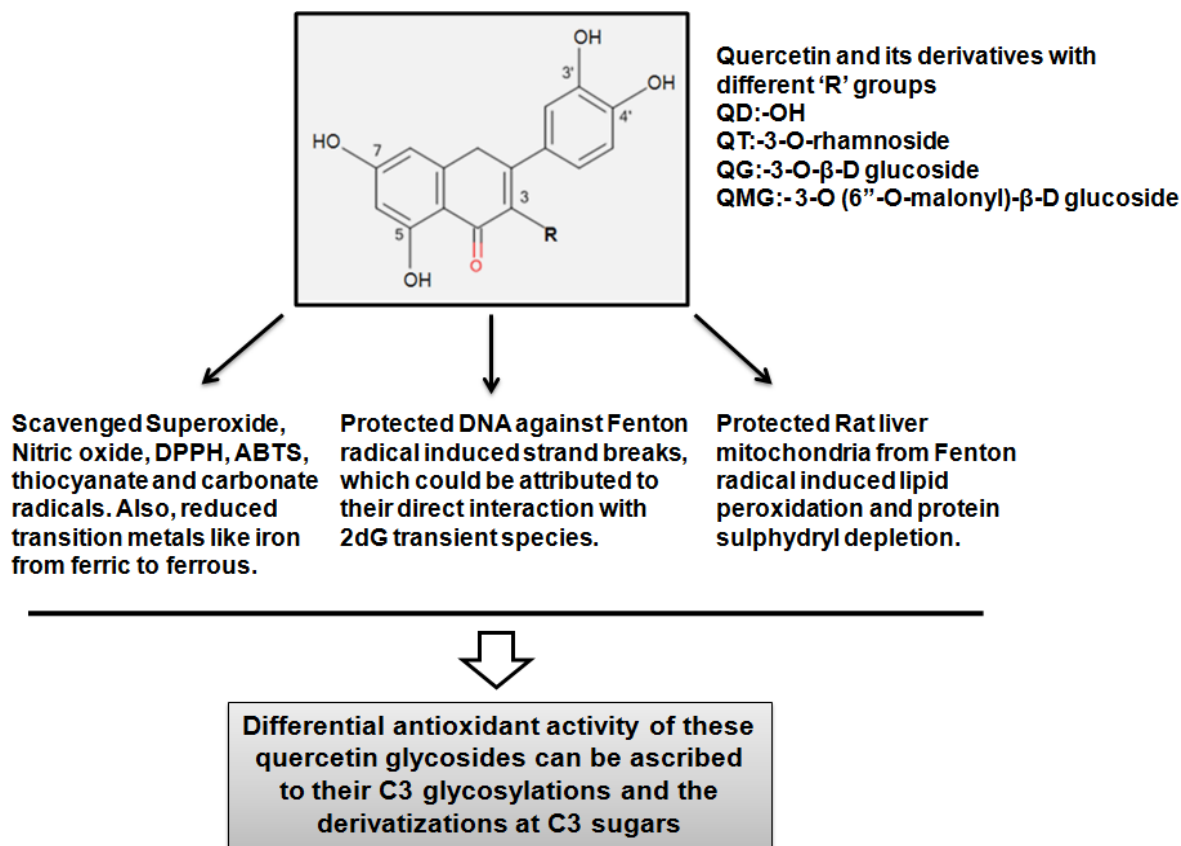 OH
3'
OH
4'
HO
7
3
5
R
O
OH
Quercetin and its derivatives with
different ‘R’ groups
QD:-OH
QT:-3-O-rhamnoside
QG:-3-O-β-D glucoside
QMG:- 3-O (6”-O-malonyl)-β-D glucoside
Scavenged Superoxide,
Nitric oxide, DPPH, ABTS,
thiocyanate and carbonate
radicals. Also, reduced
transition metals like iron
from ferric to ferrous.
Protected DNA against Fenton
radical induced strand breaks,
which could be attributed to
their direct interaction with
2dG transient species.
Protected Rat liver
mitochondria from Fenton
radical induced lipid
peroxidation and protein
sulphydryl depletion.
Differential antioxidant activity of these
quercetin glycosides can be ascribed
to their C3 glycosylations and the
derivatizations at C3 sugars